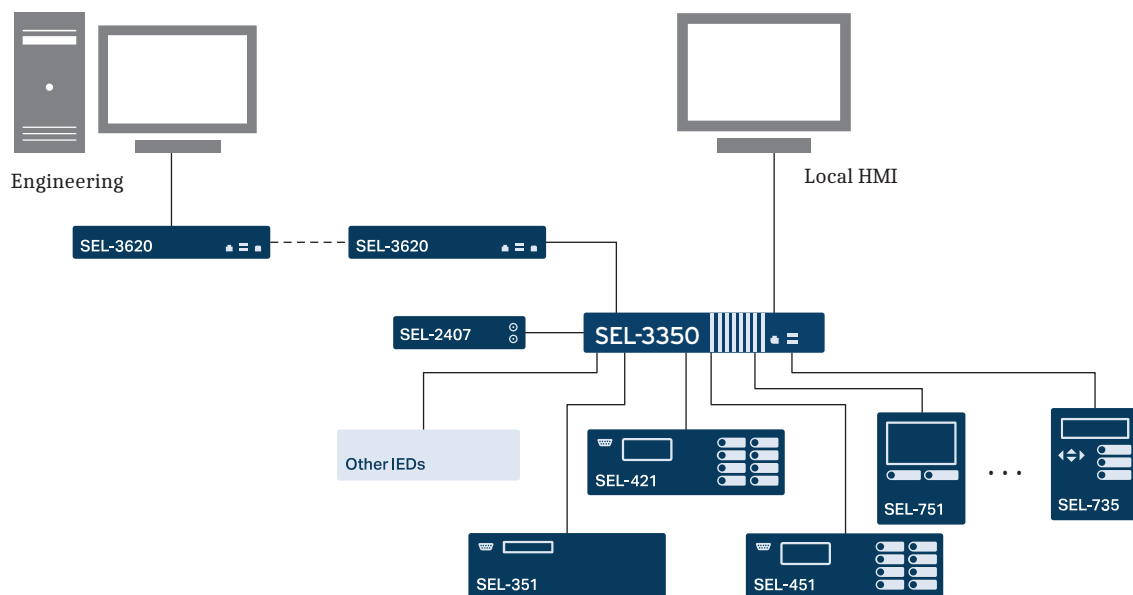 Engineering
Local HMI
SEL-3620
SEL-3620
SEL-2407
SEL-3350
Other IEDs
SEL-421
SEL-751
. . .
SEL-735
SEL-351
SEL-451